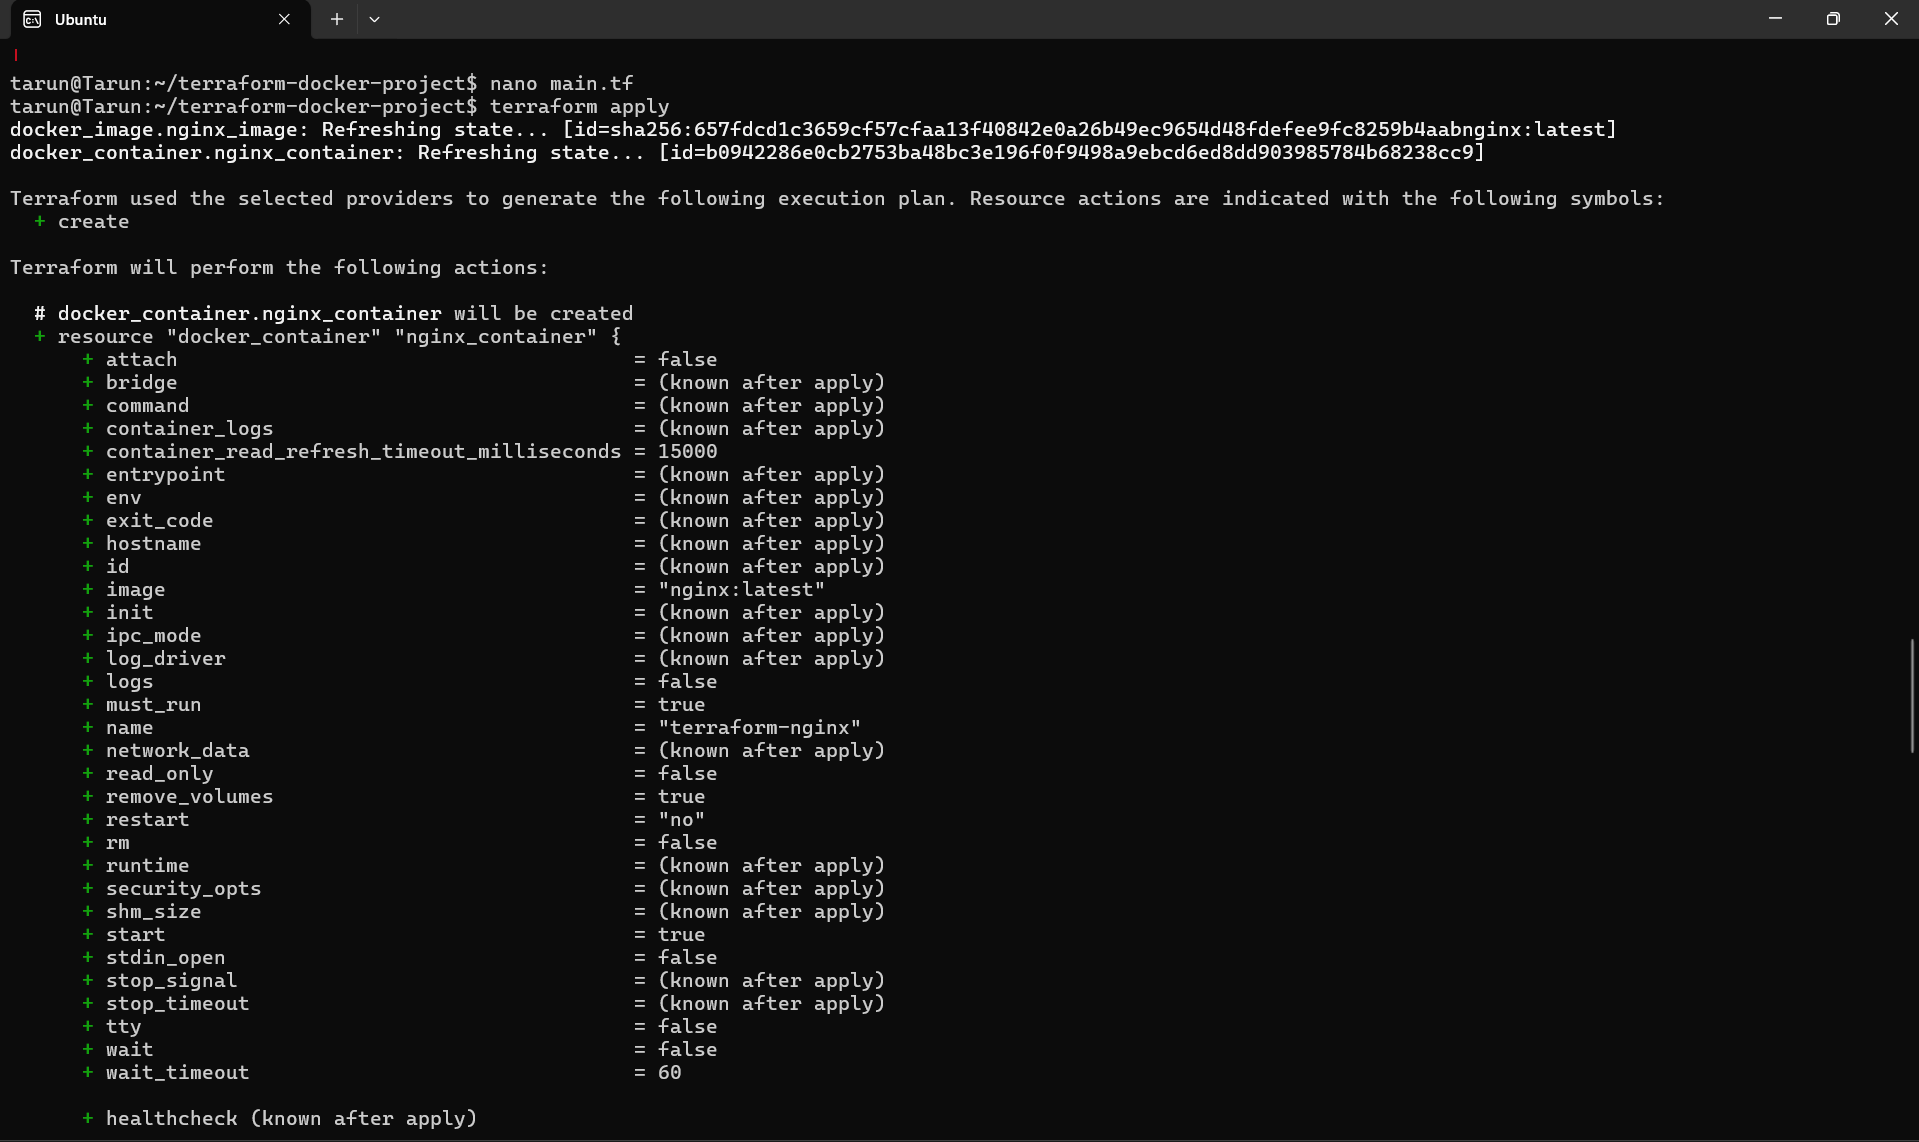 Ubuntu
tarun@Tarun:~/terraform-docker-project$ nano main.tf
tarun@Tarun:~/terraform-docker-project$ terraform apply
docker_image.nginx_image: Refreshing state... [id=sha256:657fdcd1c3659cf57cfaa13f40842e0a26b49ec9654d48fdefee9fc8259b4aabnginx:latest]
docker_container.nginx_container: Refreshing state... [id=b0942286e0cb2753ba48bc3e196f0f9498a9ebcd6ed8dd903985784b68238cc9]
Terraform used the selected providers to generate the following execution plan. Resource actions are indicated with the following symbols:
  + create
Terraform will perform the following actions:
  # docker_container.nginx_container will be created
  + resource "docker_container" "nginx_container" {
      + attach                                      = false
      + bridge                                      = (known after apply)
      + command                                     = (known after apply)
      + container_logs                              = (known after apply)
      + container_read_refresh_timeout_milliseconds = 15000
      + entrypoint                                  = (known after apply)
      + env                                         = (known after apply)
      + exit_code                                   = (known after apply)
      + hostname                                    = (known after apply)
      + id                                          = (known after apply)
      + image                                       = "nginx:latest"
      + init                                        = (known after apply)
      + ipc_mode                                    = (known after apply)
      + log_driver                                  = (known after apply)
      + logs                                        = false
      + must_run                                    = true
      + name                                        = "terraform-nginx"
      + network_data                                = (known after apply)
      + read_only                                   = false
      + remove_volumes                              = true
      + restart                                     = "no"
      + rm                                          = false
      + runtime                                     = (known after apply)
      + security_opts                               = (known after apply)
      + shm_size                                    = (known after apply)
      + start                                       = true
      + stdin_open                                  = false
      + stop_signal                                 = (known after apply)
      + stop_timeout                                = (known after apply)
      + tty                                         = false
      + wait                                        = false
      + wait_timeout                                = 60
      + healthcheck (known after apply)